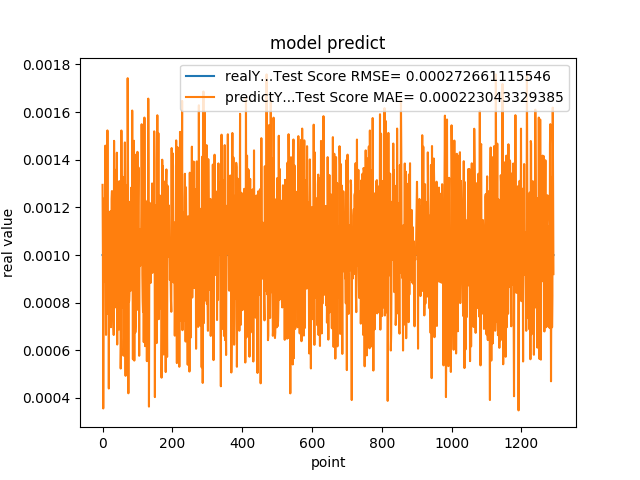 model predict
realY...Test Score RMSE= 0.000272661115546
predictY...Test Score MAE= 0.000223043329385
0.0018
0.0016
0.0014
0.0012
0.0010
0.0008
0.0006
0.0004
real value
0 200 400 600 800 1000 1200
point